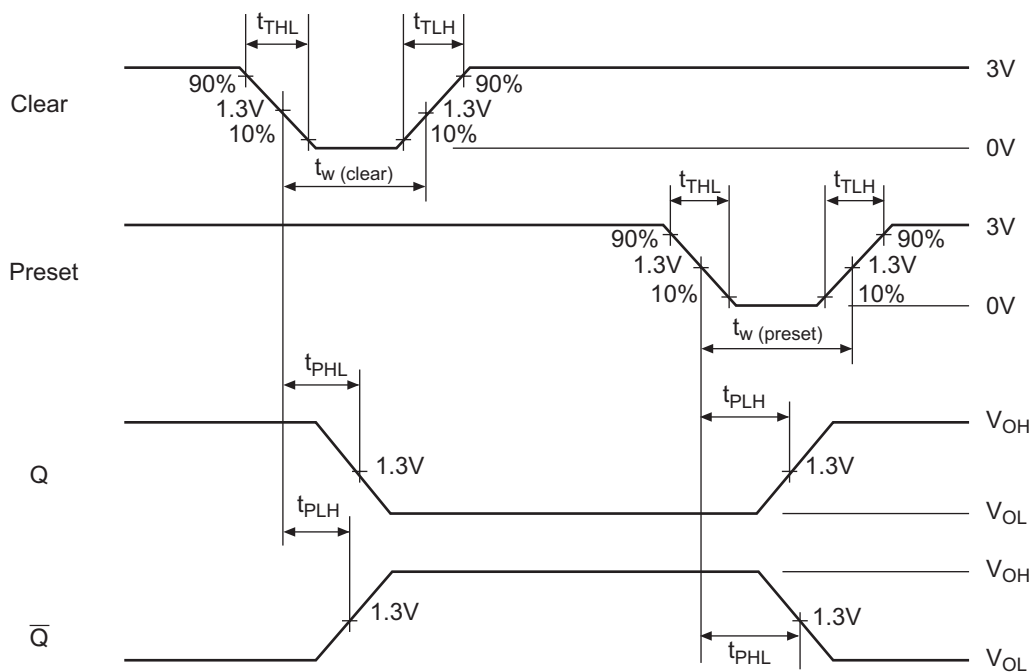 tTHL tTLH
3V
90% 90%
Clear 1.3V 1.3V
10% 10%
0V
tw (clear)
tTHL tTLH
3V
90% 90%
Preset 1.3V 1.3V
10% 10%
0V
tw (preset)
tPHL
tPLH
VOH
Q 1.3V 1.3V
tPLH
VOL
VOH
Q̅ 1.3V 1.3V
tPHL
VOL